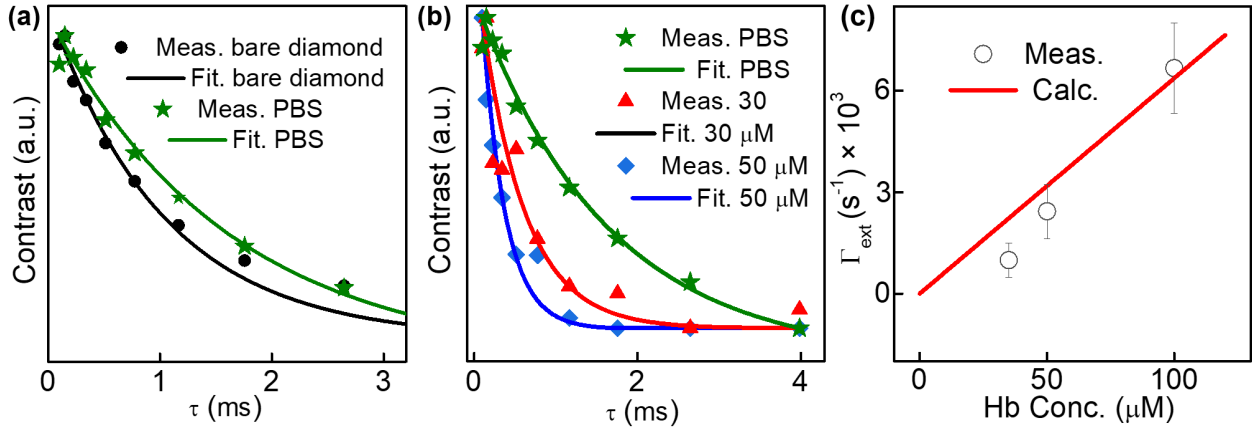 (a)
Meas. bare diamond
Fit. bare diamond
Meas. PBS
Fit. PBS
Contrast (a.u.)
0 1 2 3
τ (ms)
(b)
Meas. PBS
Fit. PBS
Meas. 30
Fit. 30 μM
Meas. 50 μM
Fit. 50 μM
Contrast (a.u.)
0 2 4
τ (ms)
(c)
Meas.
Calc.
Γext (s⁻¹) × 10³
6
3
0
0 50 100
Hb Conc. (μM)